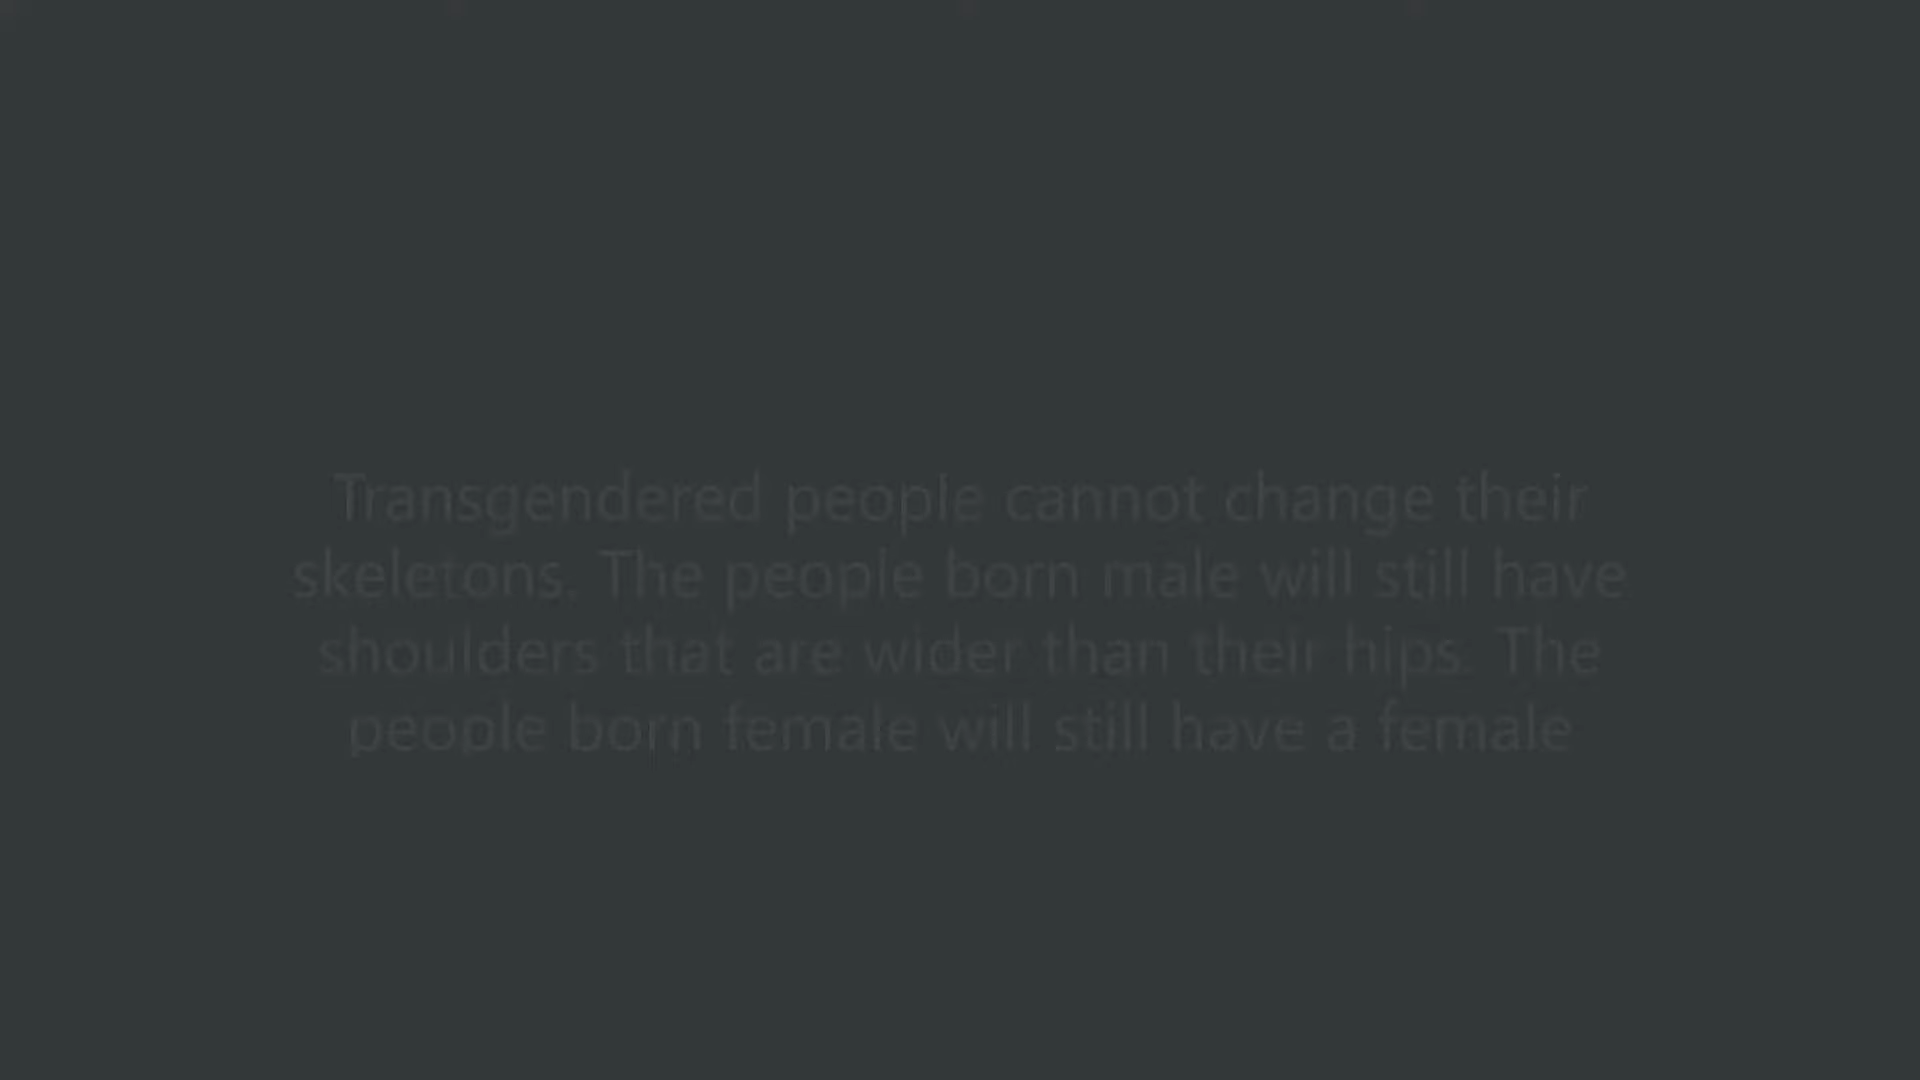 Transgendered people cannot change their
skeletons. The people born male will still have
shoulders that are wider than their hips. The
people born female will still have a female